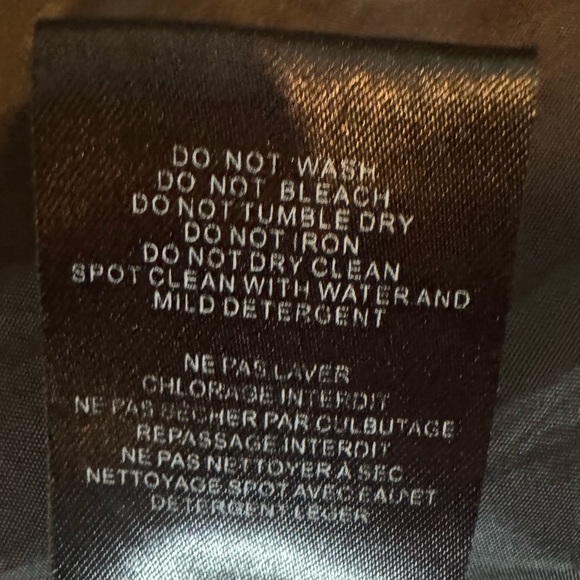 DO NOT WASH
DO NOT BLEACH
DO NOT TUMBLE DRY
DO NOT IRON
DO NOT DRY CLEAN
SPOT CLEAN WITH WATER AND
MILD DETERGENT
NE PAS LAVER
CHLORAGE INTERDIT
NE PAS SECHER PAR CULBUTAGE
REPASSAGE INTERDIT
NE PAS NETTOYER A SEC
NETTOYAGE SPOT AVEC EAU ET
DETERGENT LEGER